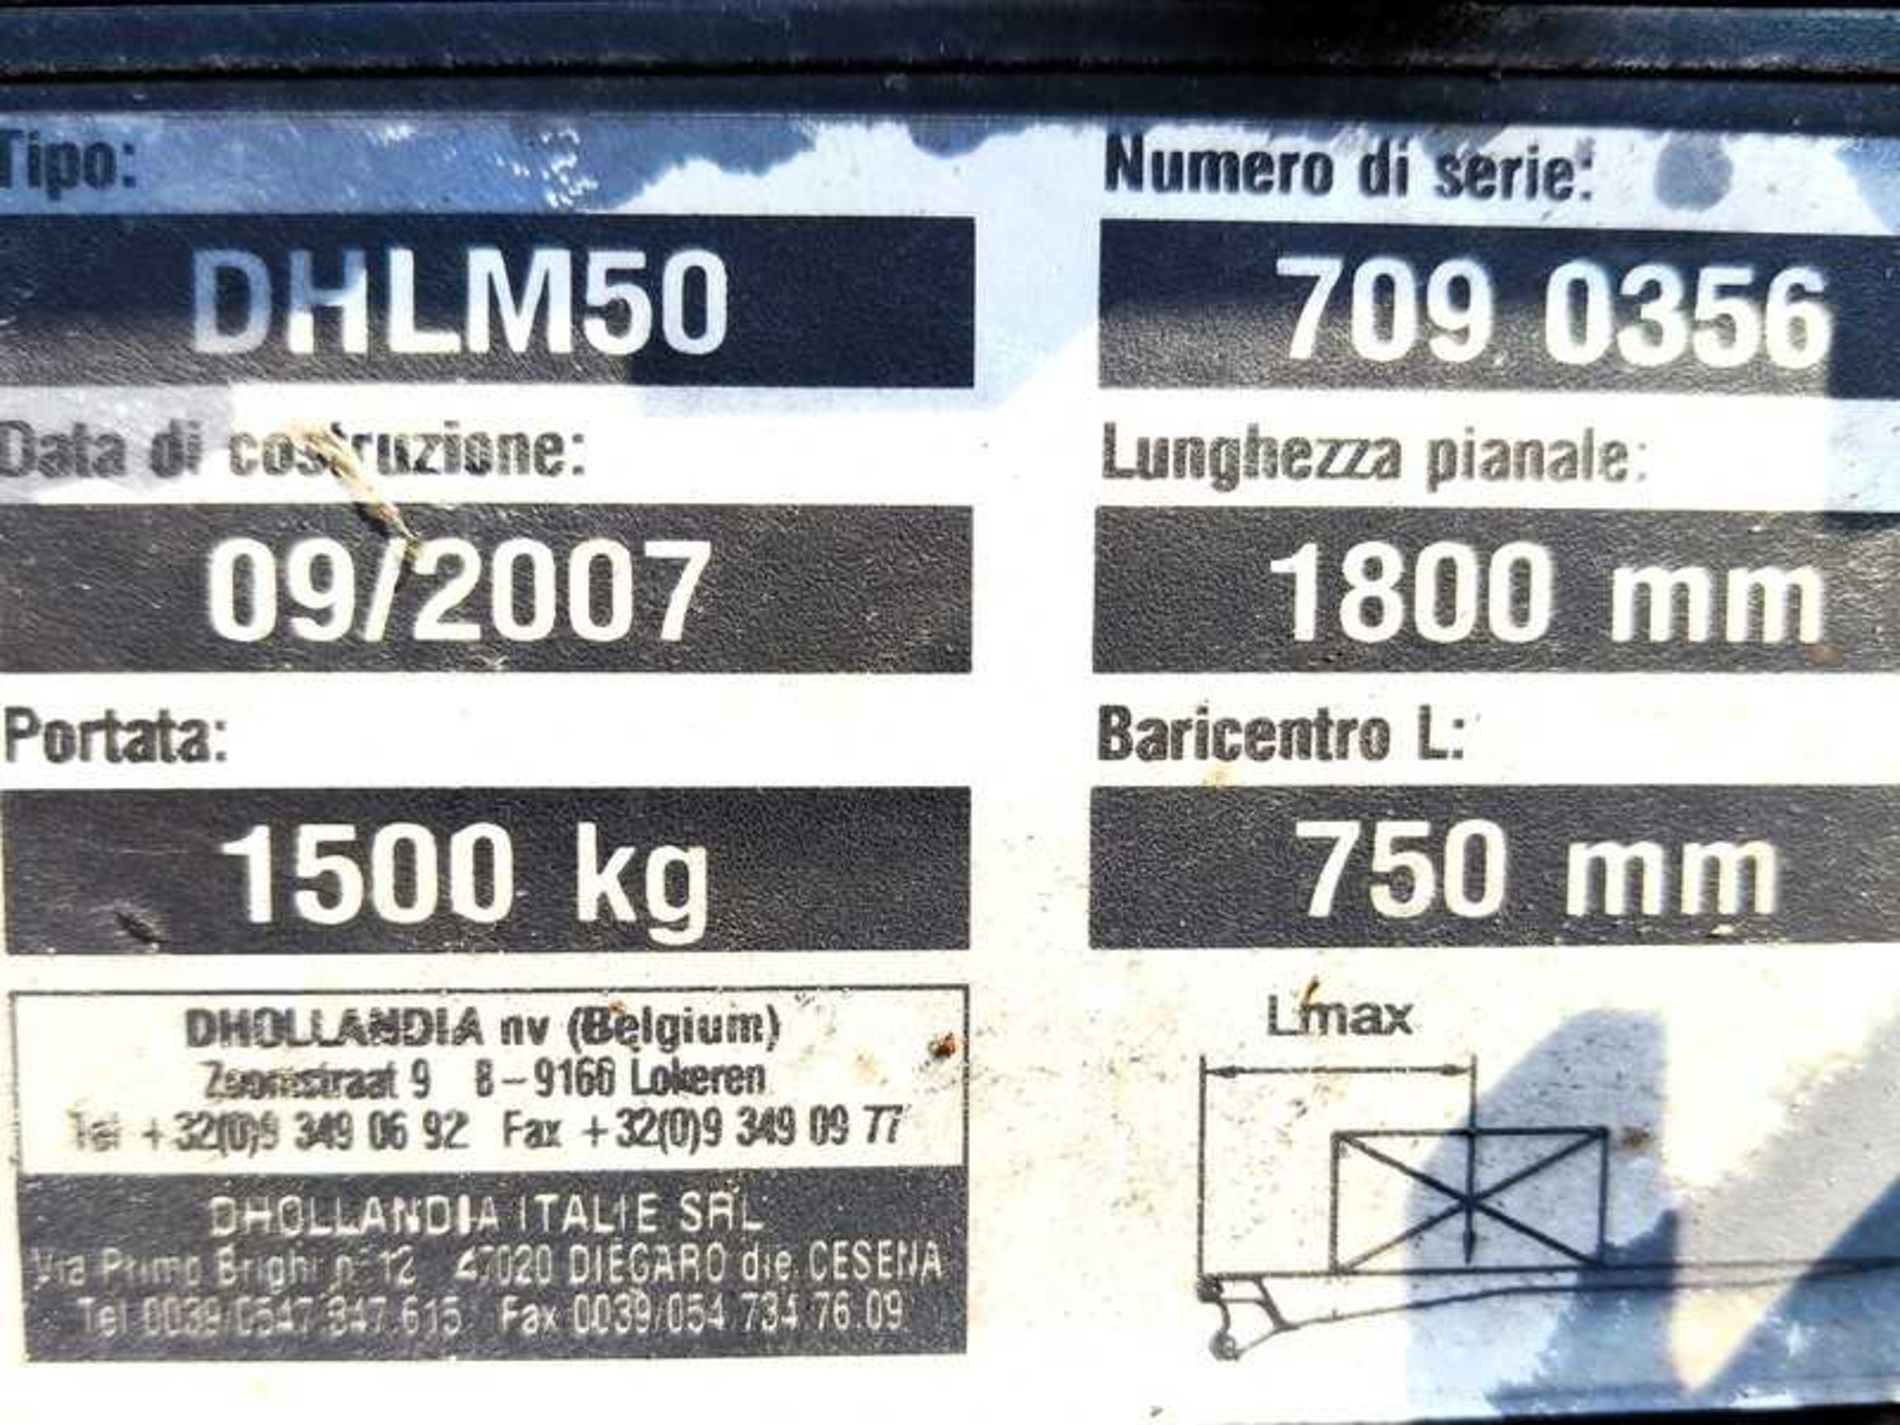 Tipo:
Numero di serie:
DHLM50
709 0356
Data di costruzione:
Lunghezza pianale:
09/2007
1800 mm
Portata:
Baricentro L:
1500 kg
750 mm
DHOLLANDIA nv (Belgium)
Zoomstraat 9 B-9160 Lokeren
Tel +32(0)9 349 06 92 Fax +32(0)9 349 09 77
DHOLLANDIA ITALIE SRL
Via Primo Brighi n° 12 47020 DIEGARO die CESENA
Tel 0039/0547 347.615 Fax 0039/054 734 76 09
Lmax